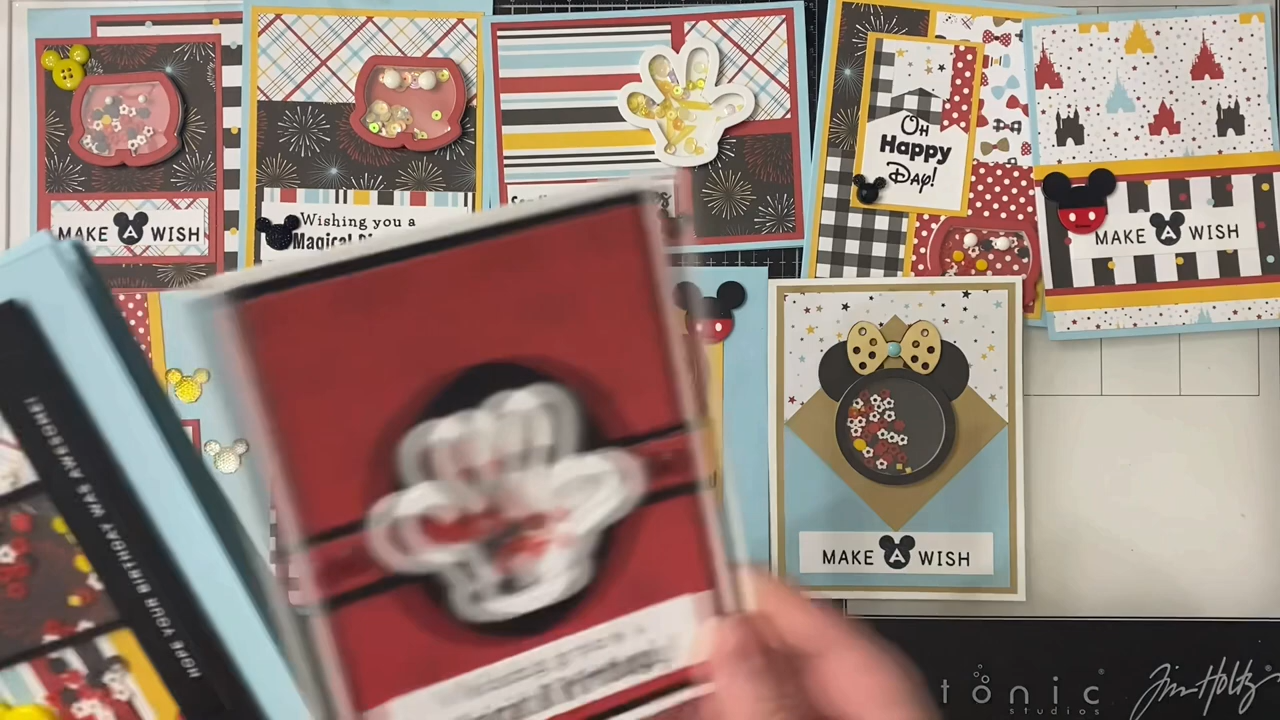 MAKE A WISH
Wishing you a
Magical
Oh
Happy
Day!
MAKE A WISH
HOPE YOUR BIRTHDAY WAS AWESOME!
MAKE A WISH
tonic
studios
Tim Holtz